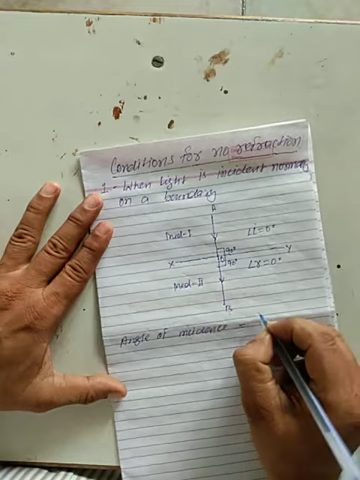 Conditions for no refraction
1. When light is incident normally
on a boundary
A
Med-I
∠i=0°
90°
X
Y
90°
∠r=0°
Med-II
B
Angle of incidence =